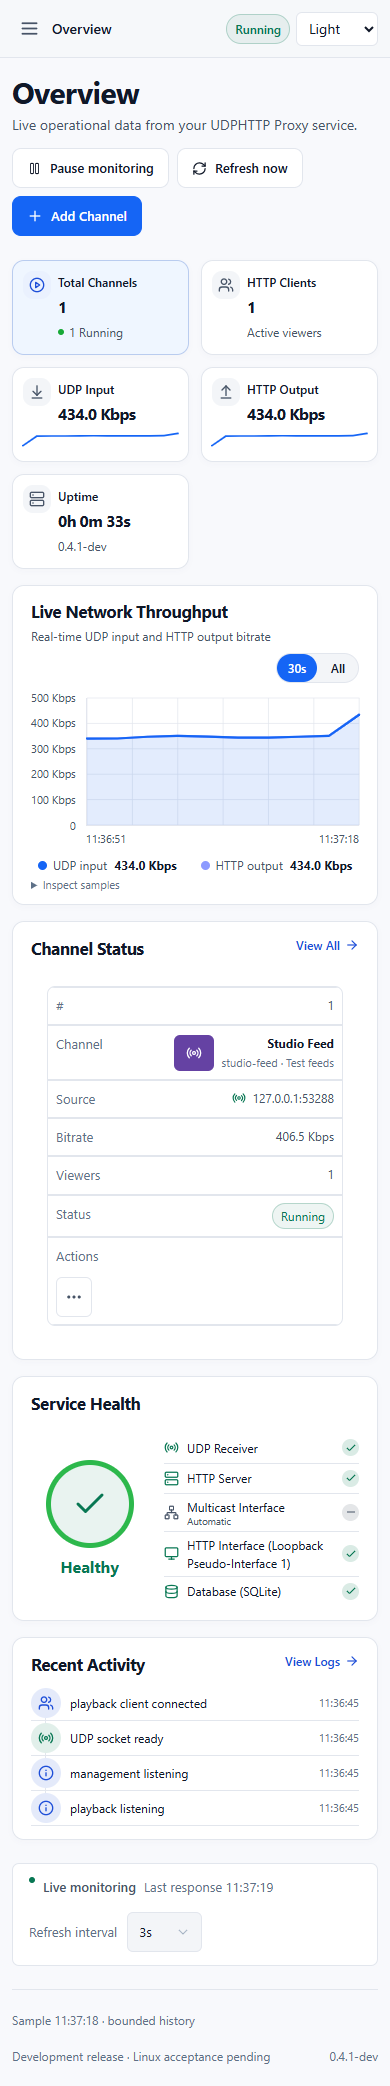 Overview
Running
Light
Overview
Live operational data from your UDPHTTP Proxy service.
Pause monitoring
Refresh now
Add Channel
Total Channels
1
1 Running
HTTP Clients
1
Active viewers
UDP Input
434.0 Kbps
HTTP Output
434.0 Kbps
Uptime
0h 0m 33s
0.4.1-dev
Live Network Throughput
Real-time UDP input and HTTP output bitrate
30s All
500 Kbps
400 Kbps
300 Kbps
200 Kbps
100 Kbps
0
11:36:51 11:37:18
UDP input 434.0 Kbps HTTP output 434.0 Kbps
Inspect samples
Channel Status
View All
# 1
Channel
Studio Feed
studio-feed · Test feeds
Source 127.0.0.1:53288
Bitrate 406.5 Kbps
Viewers 1
Status Running
Actions
Service Health
Healthy
UDP Receiver
HTTP Server
Multicast Interface
Automatic
HTTP Interface (Loopback
Pseudo-Interface 1)
Database (SQLite)
Recent Activity
View Logs
playback client connected 11:36:45
UDP socket ready 11:36:45
management listening 11:36:45
playback listening 11:36:45
Live monitoring Last response 11:37:19
Refresh interval 3s
Sample 11:37:18 · bounded history
Development release · Linux acceptance pending 0.4.1-dev